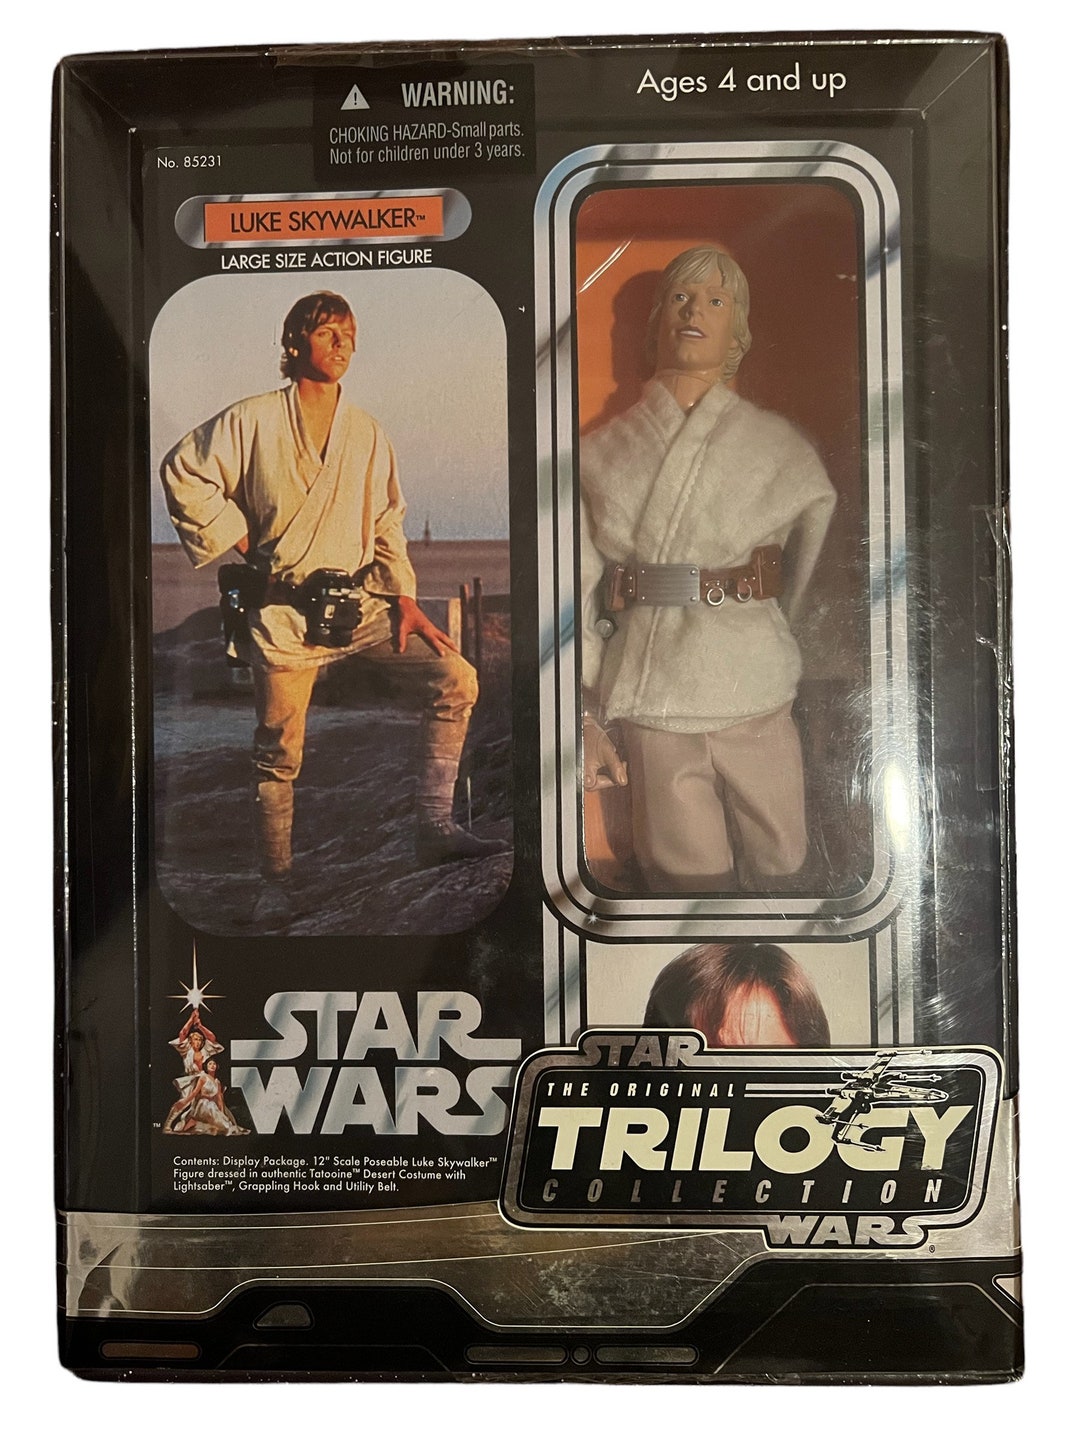 Ages 4 and up
WARNING:
CHOKING HAZARD-Small parts.
Not for children under 3 years.
No. 85231
LUKE SKYWALKER™
LARGE SIZE ACTION FIGURE
STAR
WARS
™
Contents: Display Package. 12" Scale Poseable Luke Skywalker™
Figure dressed in authentic Tatooine™ Desert Costume with
Lightsaber™, Grappling Hook and Utility Belt.
STAR
THE ORIGINAL
TRILOGY
COLLECTION
WARS®